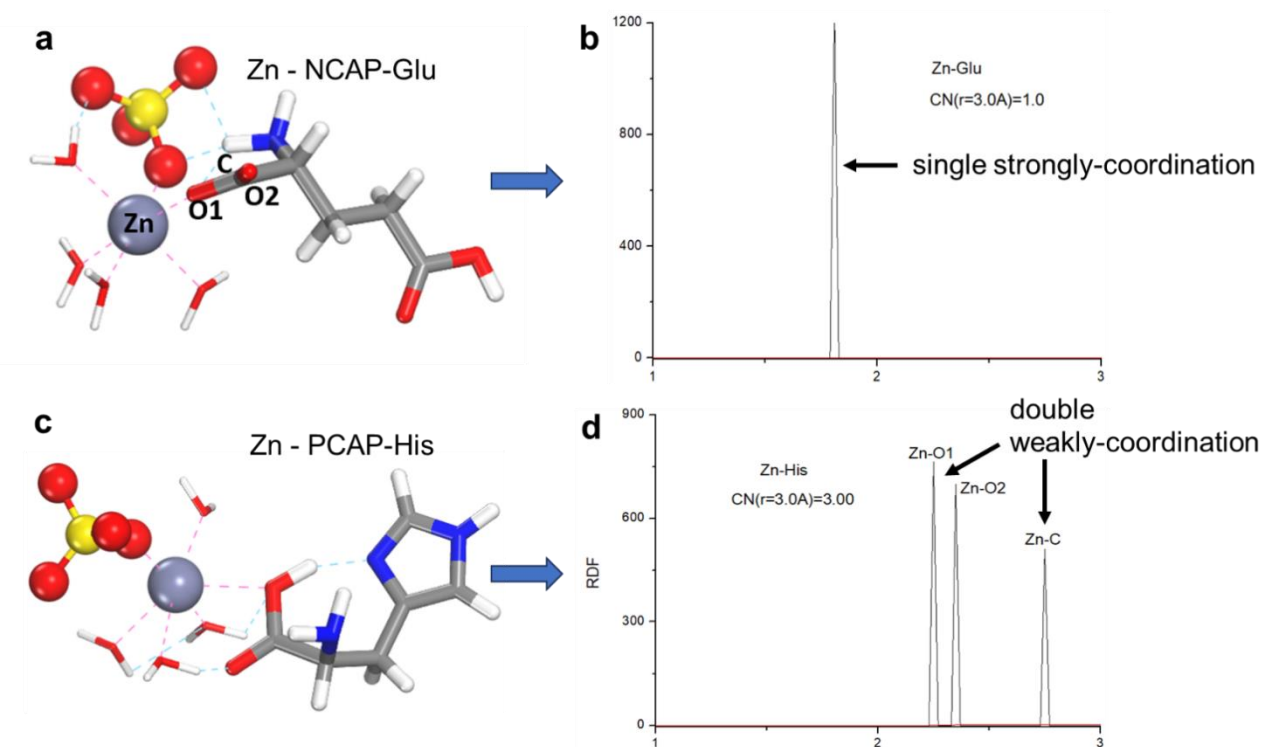 a
Zn - NCAP-Glu
C
O1
O2
Zn
b
1200
800
400
0
1
2
3
Zn-Glu
CN(r=3.0A)=1.0
single strongly-coordination
c
Zn - PCAP-His
d
900
600
300
0
RDF
1
2
3
Zn-His
CN(r=3.0A)=3.00
double
weakly-coordination
Zn-O1
Zn-O2
Zn-C